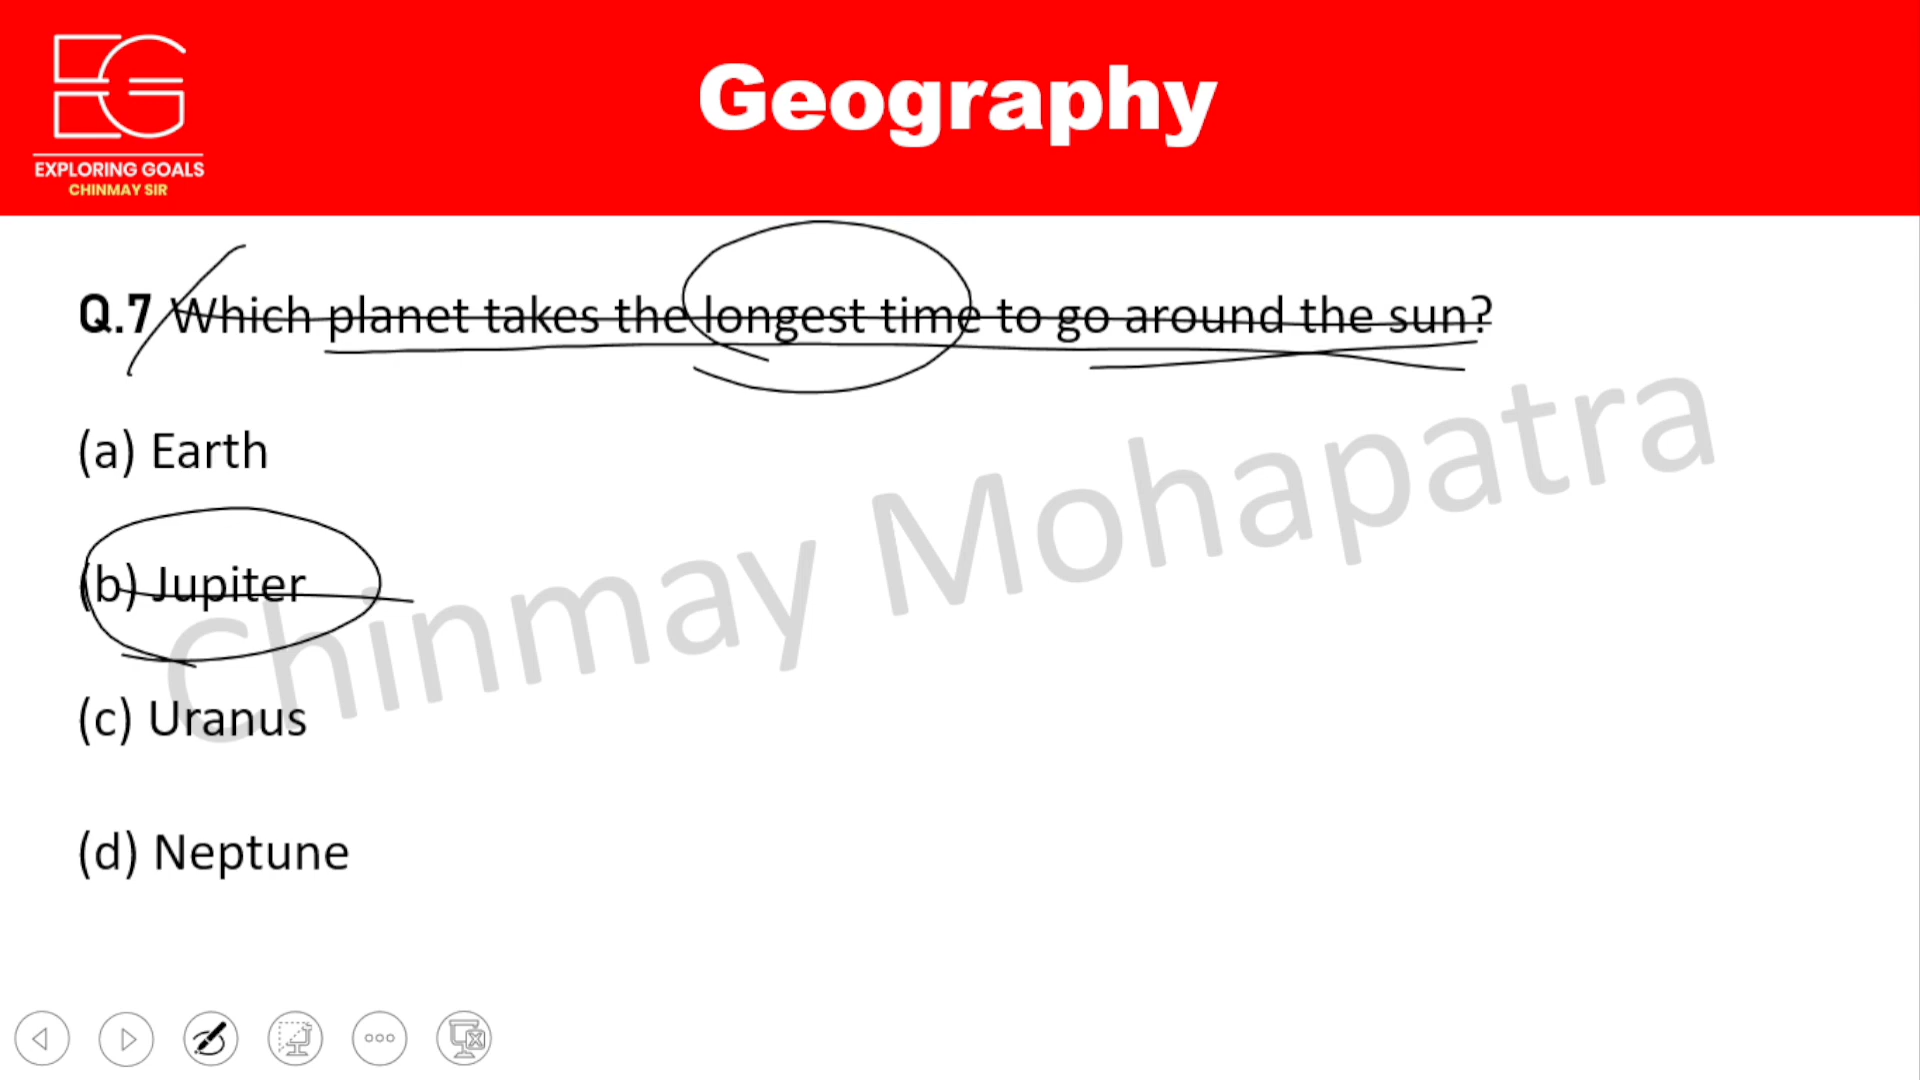 EG
EXPLORING GOALS
CHINMAY SIR
Geography
Q.7 Which planet takes the longest time to go around the sun?
(a) Earth
(b) Jupiter
(c) Uranus
(d) Neptune
Chinmay Mohapatra